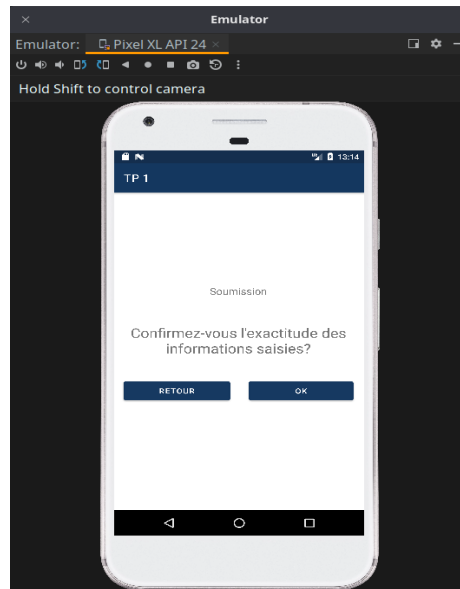 Emulator
Emulator: Pixel XL API 24
Hold Shift to control camera
13:14
TP 1
Soumission
Confirmez-vous l'exactitude des
informations saisies?
RETOUR OK